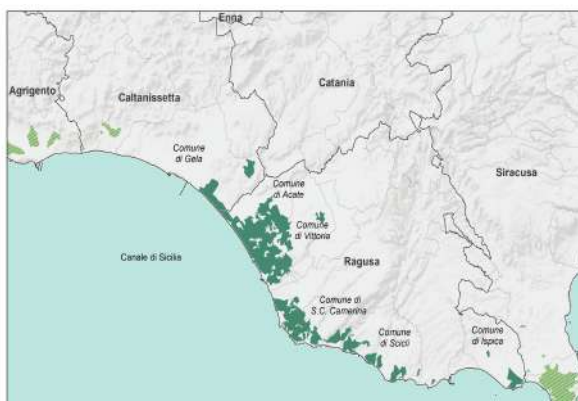 Enna
Catania
Agrigento
Caltanissetta
Comune
di Gela
Siracusa
Comune
di Acate
Comune
di Vittoria
Canale di Sicilia
Ragusa
Comune di
S.C. Camerina
Comune
di Scicli
Comune
di Ispica